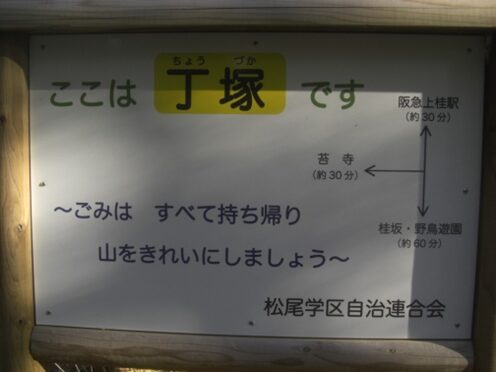 ちょう づか
ここは 丁塚 です
阪急上桂駅
(約30分)
苔寺
(約30分)
桂坂・野鳥遊園
(約60分)
～ごみは すべて持ち帰り
山をきれいにしましょう～
松尾学区自治連合会